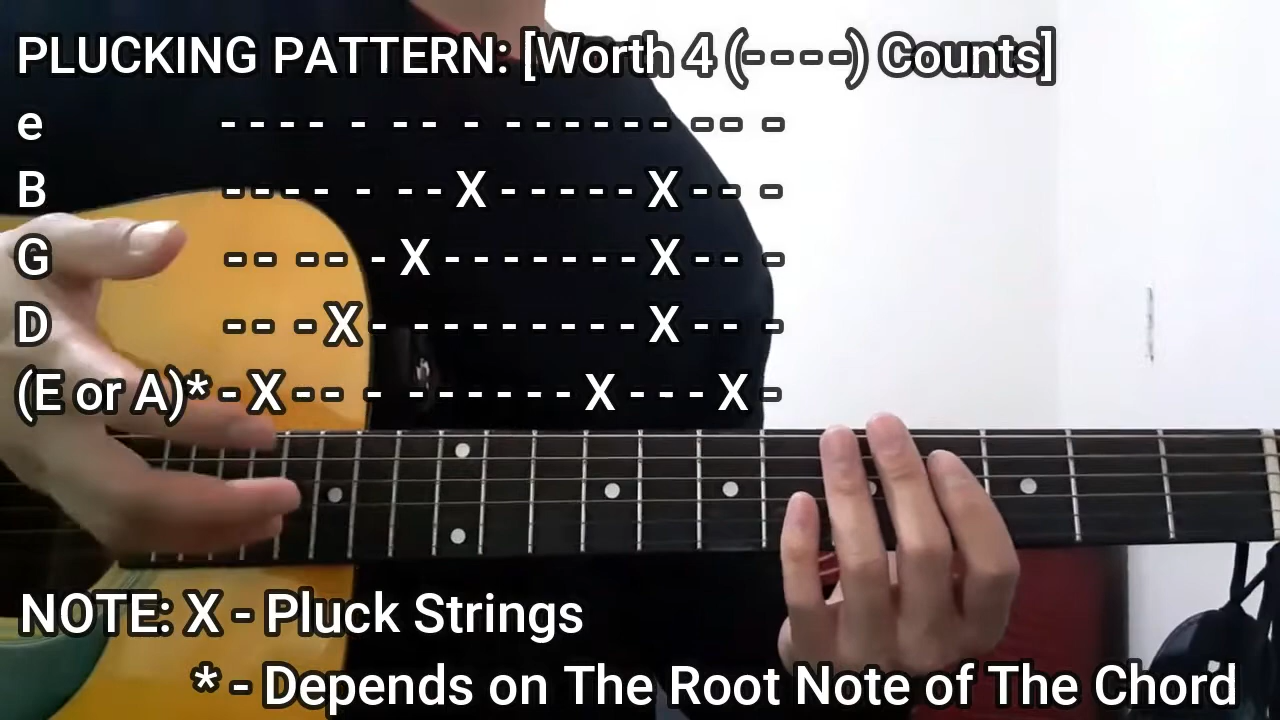 PLUCKING PATTERN: [Worth 4 (- - - -) Counts]
e - - - - - - - - - - - - - - - - -
B - - - - - - - X - - - - - X - - -
G - - - - - X - - - - - - - X - - -
D - - - X - - - - - - - - - X - - -
(E or A)* - X - - - - - - - - - X - - - X -
NOTE: X - Pluck Strings
* - Depends on The Root Note of The Chord